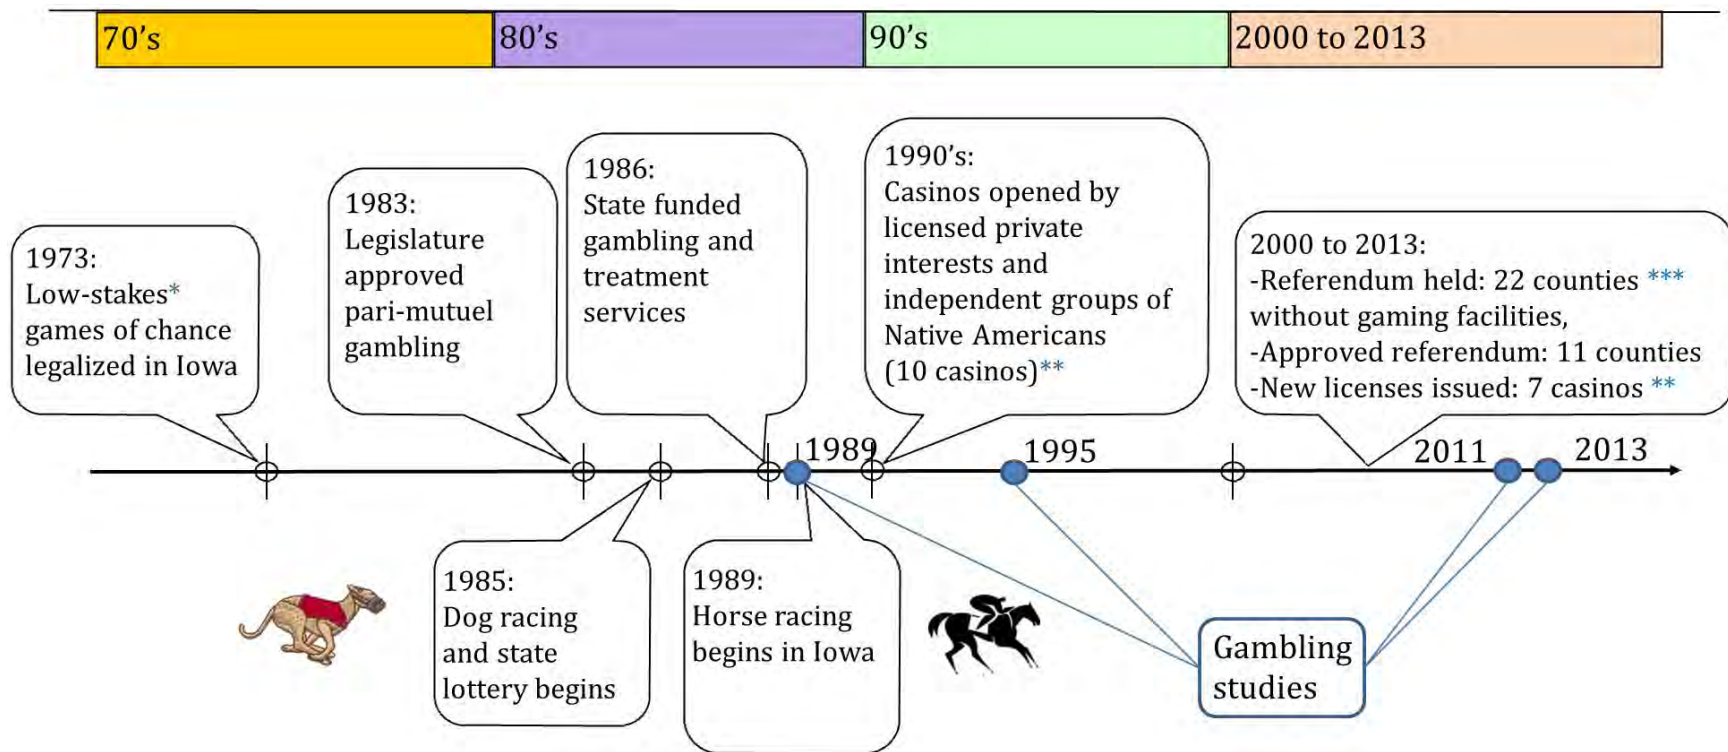 70's
80's
90's
2000 to 2013
1973:
Low-stakes*
games of chance
legalized in Iowa
1983:
Legislature
approved
pari-mutuel
gambling
1986:
State funded
gambling and
treatment
services
1990's:
Casinos opened by
licensed private
interests and
independent groups of
Native Americans
(10 casinos)**
2000 to 2013:
-Referendum held: 22 counties ***
without gaming facilities,
-Approved referendum: 11 counties
-New licenses issued: 7 casinos **
1989
1995
2011
2013
1985:
Dog racing
and state
lottery begins
1989:
Horse racing
begins in Iowa
Gambling
studies